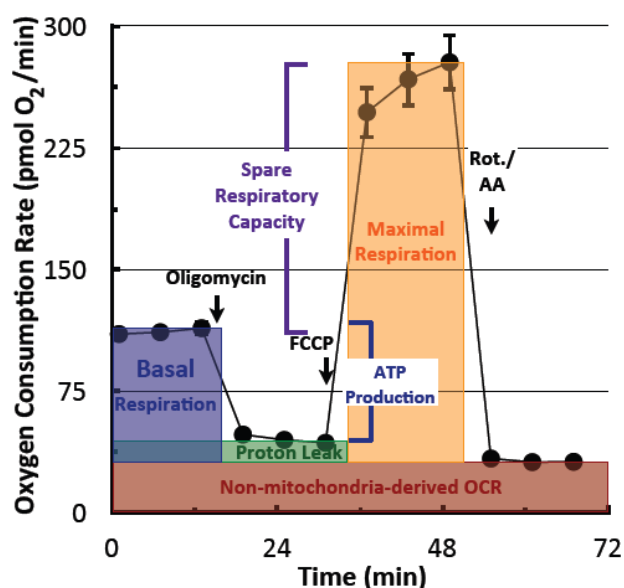 Oxygen Consumption Rate (pmol O2/min)
300
225
150
75
0
Spare
Respiratory
Capacity
Maximal
Respiration
Rot./
AA
Oligomycin
FCCP
Basal
Respiration
ATP
Production
Proton Leak
Non-mitochondria-derived OCR
0
24
48
72
Time (min)